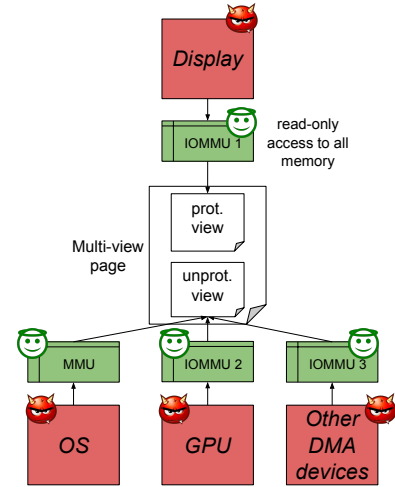 Display
IOMMU 1
read-only
access to all
memory
Multi-view
page
prot.
view
unprot.
view
MMU
IOMMU 2
IOMMU 3
OS
GPU
Other
DMA
devices